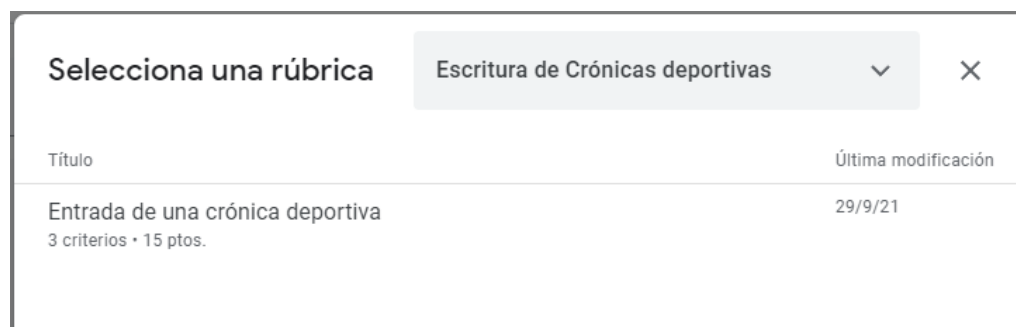 Selecciona una rúbrica
Escritura de Crónicas deportivas
Título
Última modificación
Entrada de una crónica deportiva
29/9/21
3 criterios • 15 ptos.